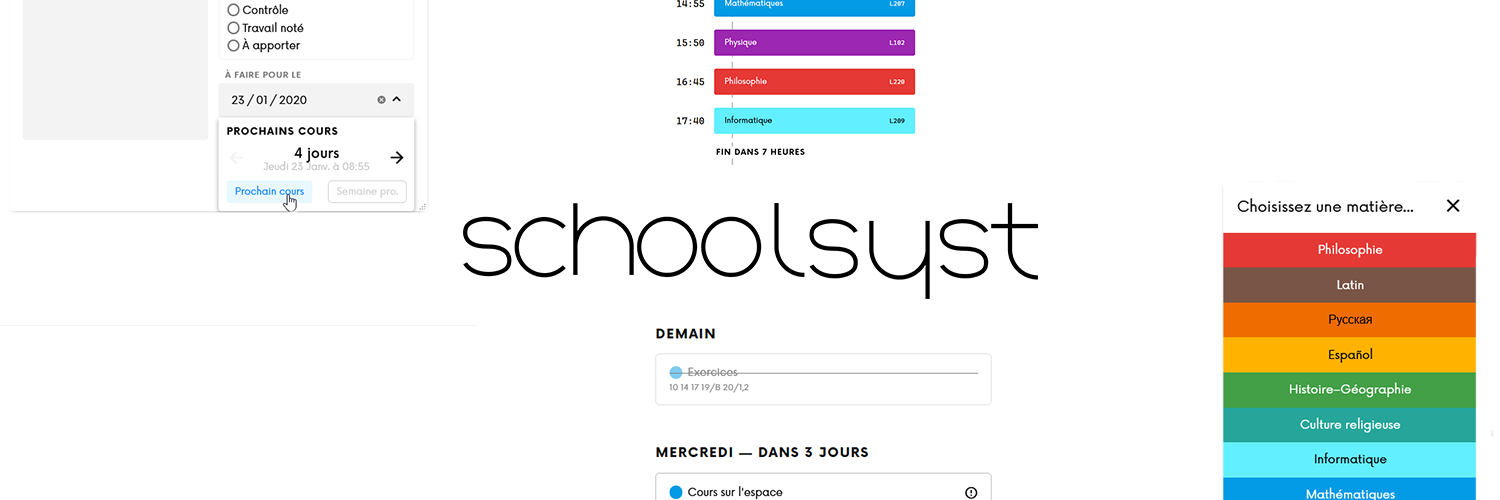 Contrôle
Travail noté
À apporter
À FAIRE POUR LE
23 / 01 / 2020
PROCHAINS COURS
4 jours
Jeudi 23 Janv. à 08:55
Prochain cours
Semaine pro.
14:55 Mathématiques L207
15:50 Physique L102
16:45 Philosophie L220
17:40 Informatique L209
FIN DANS 7 HEURES
schoolsyst
DEMAIN
Exercices
10 14 17 19/B 20/1,2
MERCREDI — DANS 3 JOURS
Cours sur l'espace
Choisissez une matière...
Philosophie
Latin
Русская
Español
Histoire–Géographie
Culture religieuse
Informatique
Mathématiques